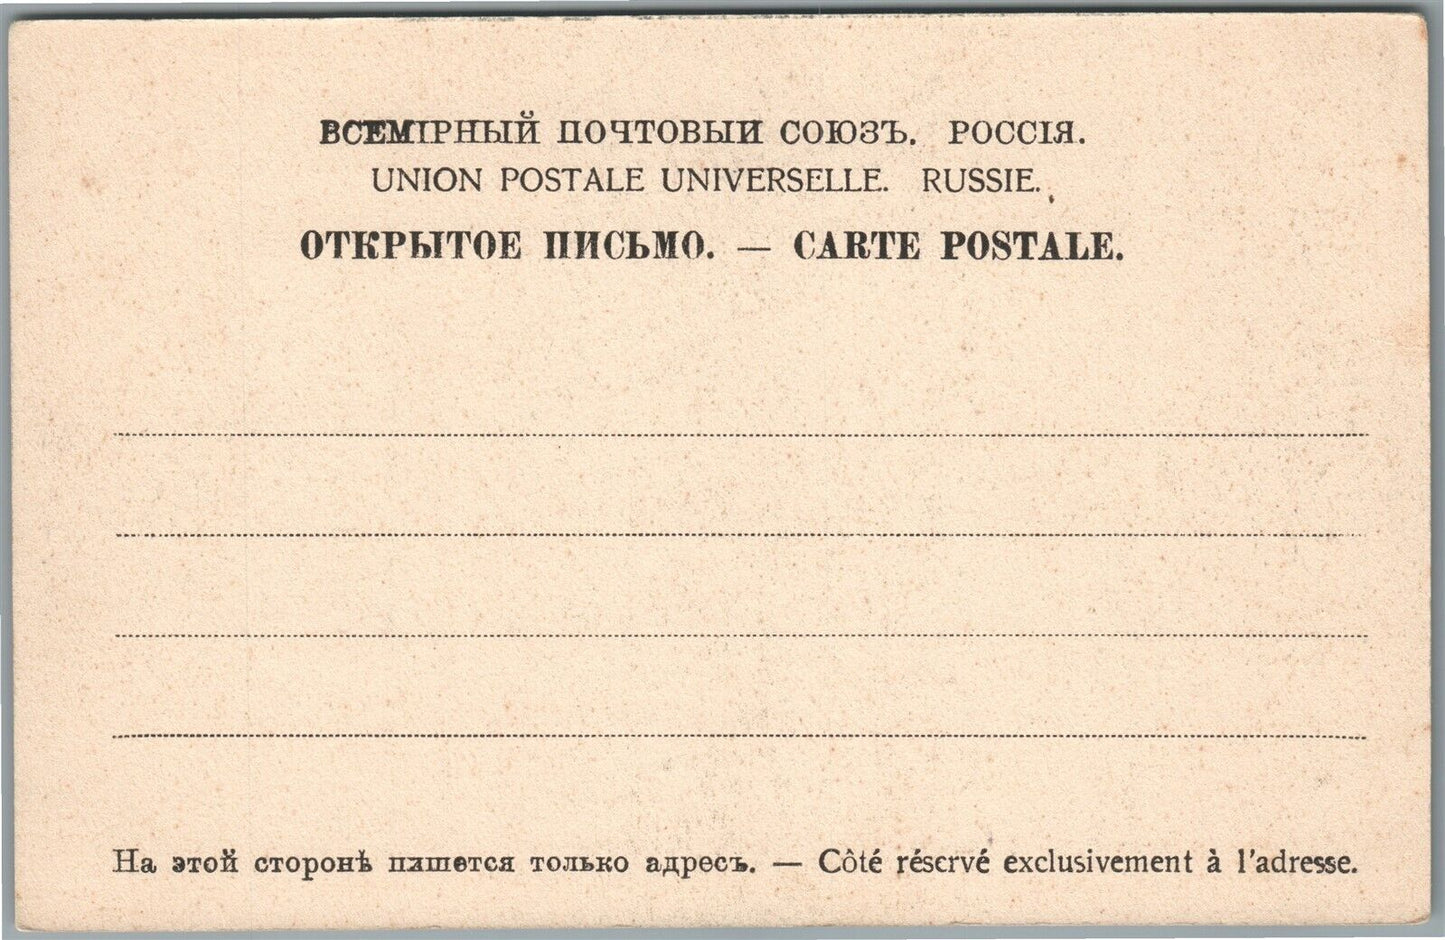 ВСЕМІРНЫЙ ПОЧТОВЫИ СОЮЗЪ. РОССІЯ.
UNION POSTALE UNIVERSELLE. RUSSIE.
ОТКРЫТОЕ ПИСЬМО. — CARTE POSTALE.
На этой сторонѣ пишется только адресъ. — Côté réservé exclusivement à l'adresse.